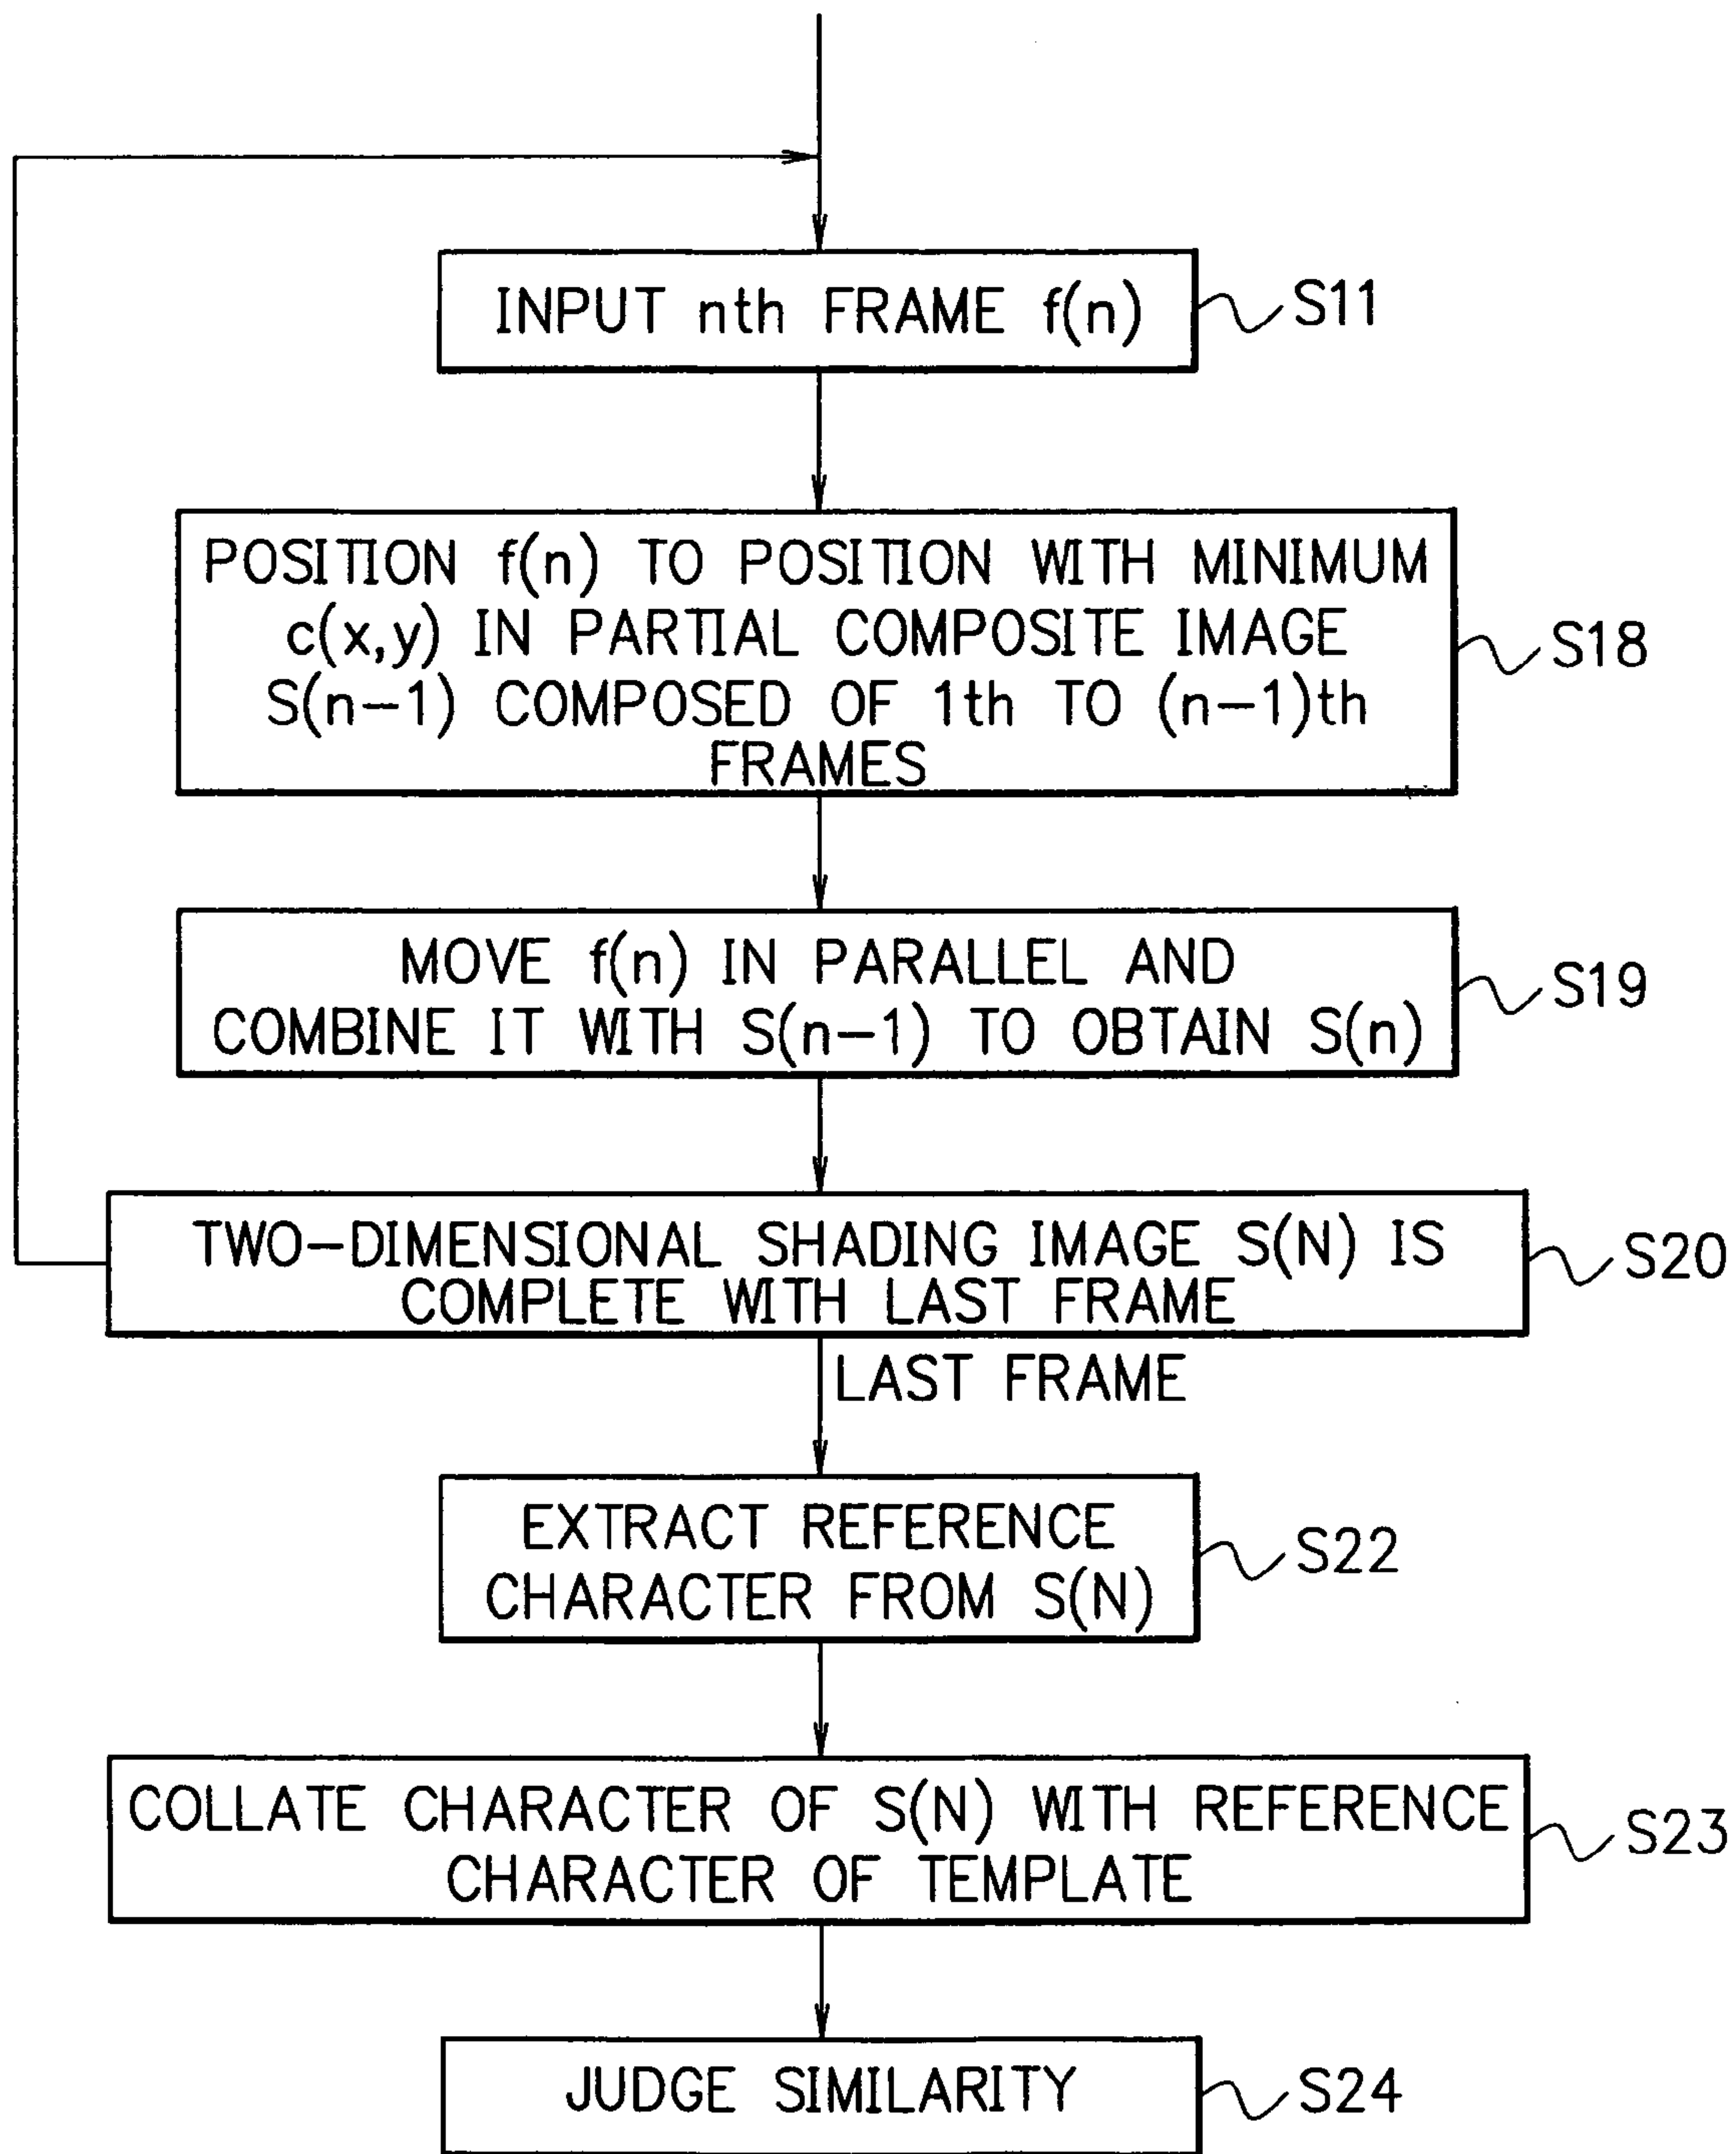 INPUT nth FRAME f(n)
S11
POSITION f(n) TO POSITION WITH MINIMUM
c(x,y) IN PARTIAL COMPOSITE IMAGE
S(n-1) COMPOSED OF 1th TO (n-1)th
FRAMES
S18
MOVE f(n) IN PARALLEL AND
COMBINE IT WITH S(n-1) TO OBTAIN S(n)
S19
TWO-DIMENSIONAL SHADING IMAGE S(N) IS
COMPLETE WITH LAST FRAME
S20
LAST FRAME
EXTRACT REFERENCE
CHARACTER FROM S(N)
S22
COLLATE CHARACTER OF S(N) WITH REFERENCE
CHARACTER OF TEMPLATE
S23
JUDGE SIMILARITY
S24